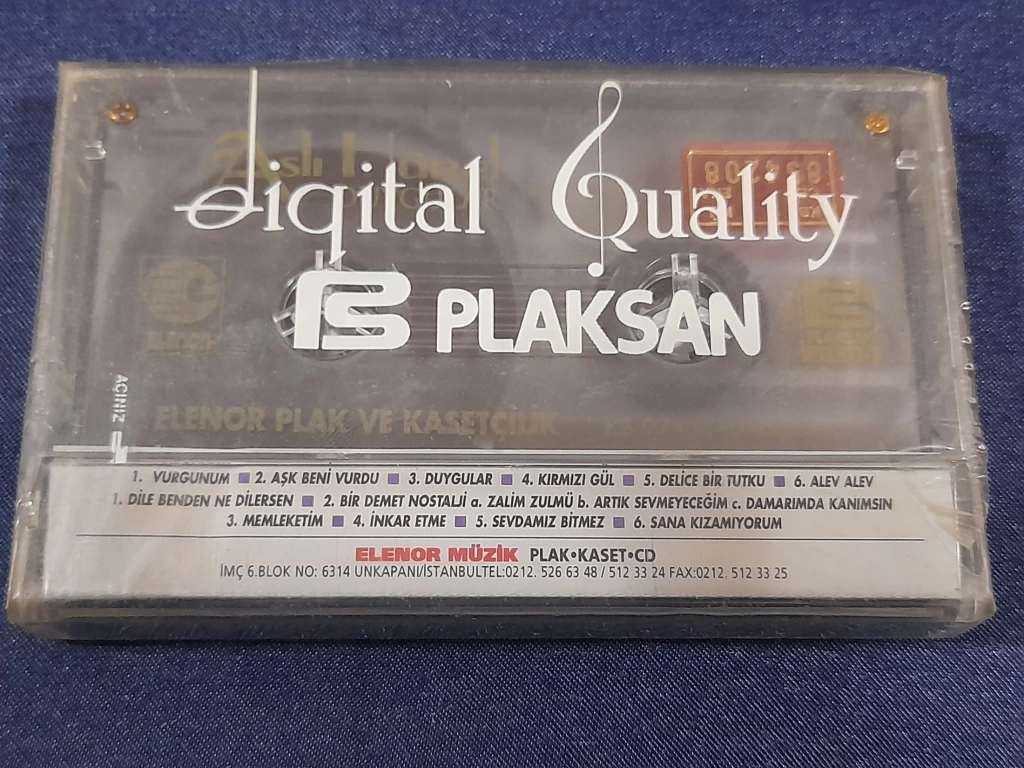 digital Quality
PLAKSAN
AÇINIZ
ELENOR PLAK VE KASETÇİLİK
1. VURGUNUM ■ 2. AŞK BENİ VURDU ■ 3. DUYGULAR ■ 4. KIRMIZI GÜL ■ 5. DELİCE BİR TUTKU ■ 6. ALEV ALEV
1. DİLE BENDEN NE DİLERSEN ■ 2. BİR DEMET NOSTALJİ a. ZALİM ZULMÜ b. ARTIK SEVMEYECEĞİM c. DAMARIMDA KANIMSIN
3. MEMLEKETİM ■ 4. İNKAR ETME ■ 5. SEVDAMIZ BİTMEZ ■ 6. SANA KIZAMIYORUM
ELENOR MÜZİK PLAK•KASET•CD
İMÇ 6.BLOK NO: 6314 UNKAPANI/İSTANBULTEL:0212. 526 63 48 / 512 33 24 FAX:0212. 512 33 25